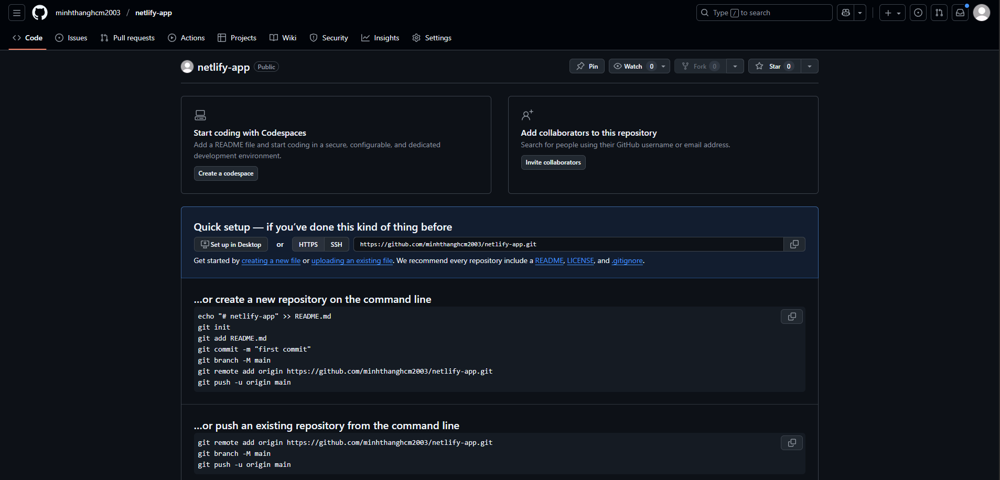 minhthanghcm2003 / netlify-app
Type / to search
Code Issues Pull requests Actions Projects Wiki Security Insights Settings
netlify-app Public
Pin Watch 0 Fork 0 Star 0
Start coding with Codespaces
Add a README file and start coding in a secure, configurable, and dedicated
development environment.
Create a codespace
Add collaborators to this repository
Search for people using their GitHub username or email address.
Invite collaborators
Quick setup — if you’ve done this kind of thing before
Set up in Desktop or HTTPS SSH https://github.com/minhthanghcm2003/netlify-app.git
Get started by creating a new file or uploading an existing file. We recommend every repository include a README, LICENSE, and .gitignore.
…or create a new repository on the command line
echo "# netlify-app" >> README.md
git init
git add README.md
git commit -m "first commit"
git branch -M main
git remote add origin https://github.com/minhthanghcm2003/netlify-app.git
git push -u origin main
…or push an existing repository from the command line
git remote add origin https://github.com/minhthanghcm2003/netlify-app.git
git branch -M main
git push -u origin main